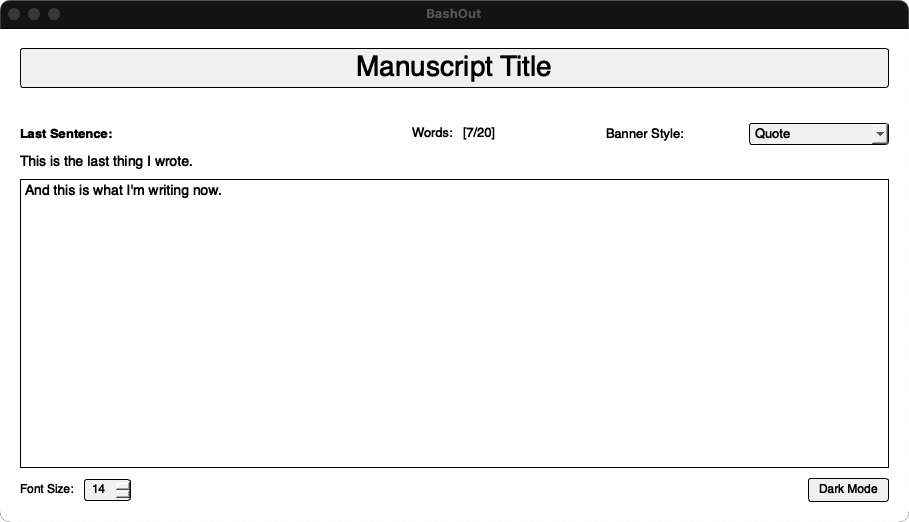 BashOut
Manuscript Title
Last Sentence: Words: [7/20] Banner Style: Quote
This is the last thing I wrote.
And this is what I'm writing now.
Font Size: 14 Dark Mode